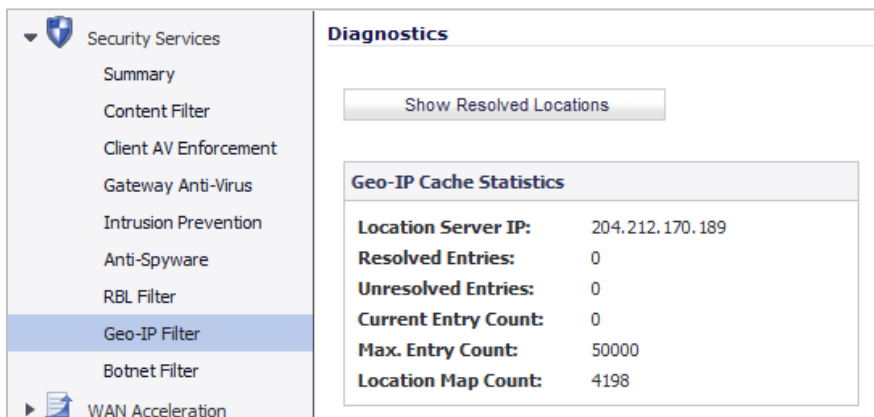 Security Services
Summary
Content Filter
Client AV Enforcement
Gateway Anti-Virus
Intrusion Prevention
Anti-Spyware
RBL Filter
Geo-IP Filter
Botnet Filter
WAN Acceleration
Diagnostics
Show Resolved Locations
Geo-IP Cache Statistics
Location Server IP: 204.212.170.189
Resolved Entries: 0
Unresolved Entries: 0
Current Entry Count: 0
Max. Entry Count: 50000
Location Map Count: 4198